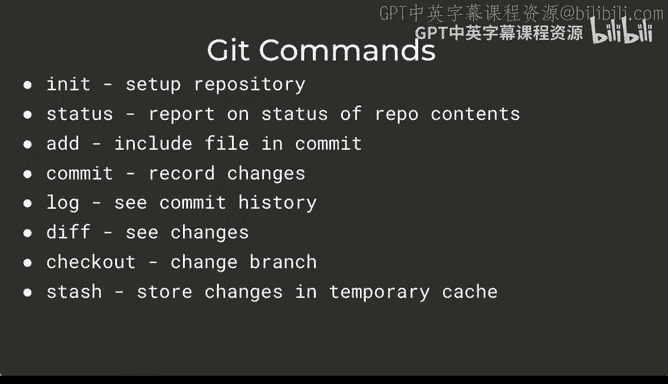 GPT中英字幕课程资源@bilibili.com
GPT中英字幕课程资源 bilibili
Git Commands
● init - setup repository
● status - report on status of repo contents
● add - include file in commit
● commit - record changes
● log - see commit history
● diff - see changes
● checkout - change branch
● stash - store changes in temporary cache